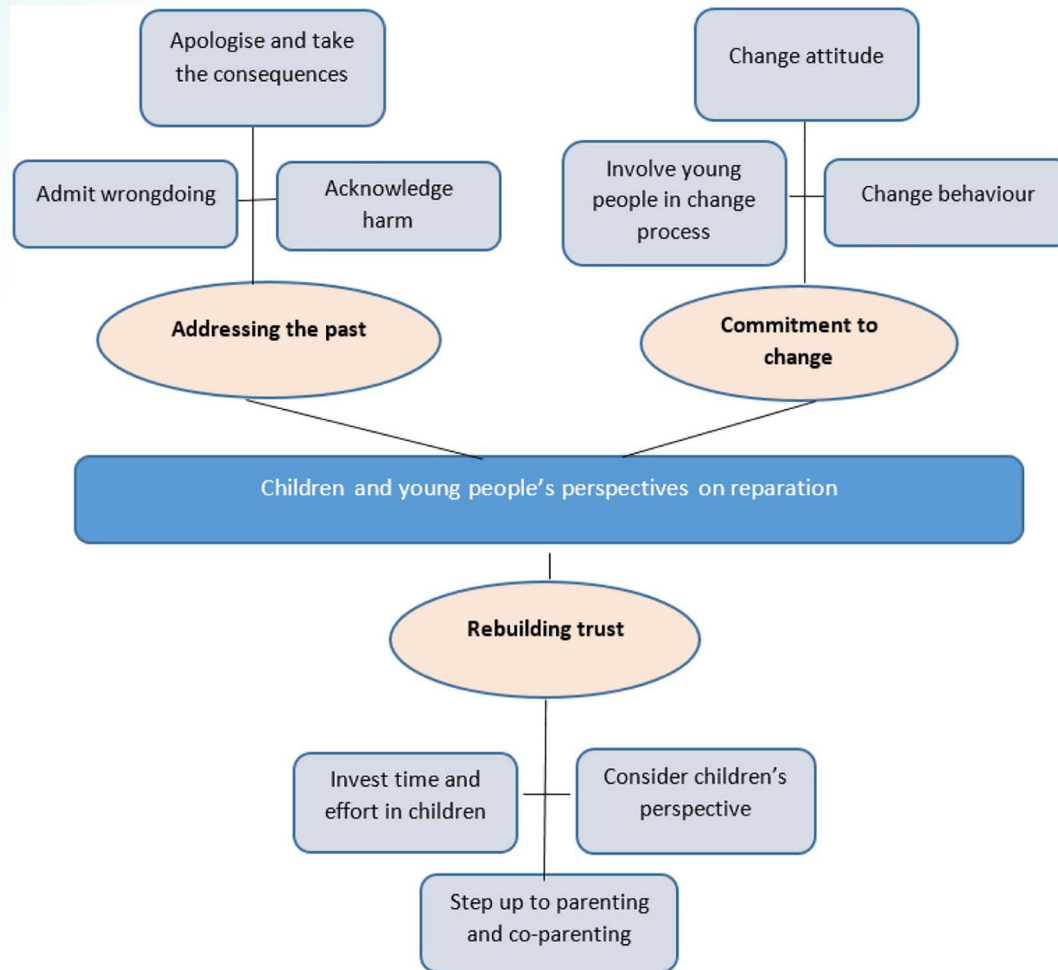 Apologise and take
the consequences
Change attitude
Admit wrongdoing
Acknowledge
harm
Involve young
people in change
process
Change behaviour
Addressing the past
Commitment to
change
Children and young people’s perspectives on reparation
Rebuilding trust
Invest time and
effort in children
Consider children’s
perspective
Step up to parenting
and co-parenting